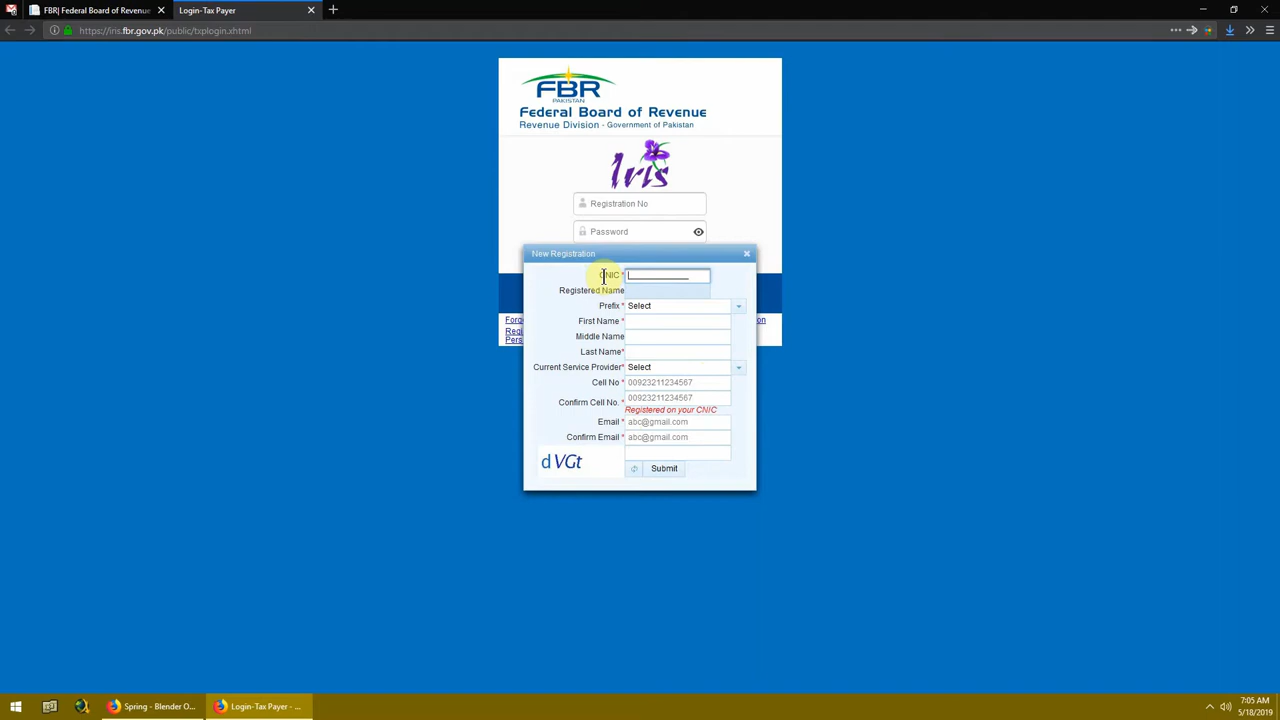 FBR| Federal Board of Revenue
Login-Tax Payer
https://iris.fbr.gov.pk/public/txplogin.xhtml
FBR
PAKISTAN
Federal Board of Revenue
Revenue Division - Government of Pakistan
Iris
Registration No
Password
New Registration
CNIC *
Registered Name
Prefix * Select
First Name *
Middle Name
Last Name*
Current Service Provider* Select
Cell No * 00923211234567
Confirm Cell No. * 00923211234567
Registered on your CNIC
Email * abc@gmail.com
Confirm Email * abc@gmail.com
dVGt
Submit
Spring - Blender O...
Login-Tax Payer - ...
7:05 AM
5/18/2019